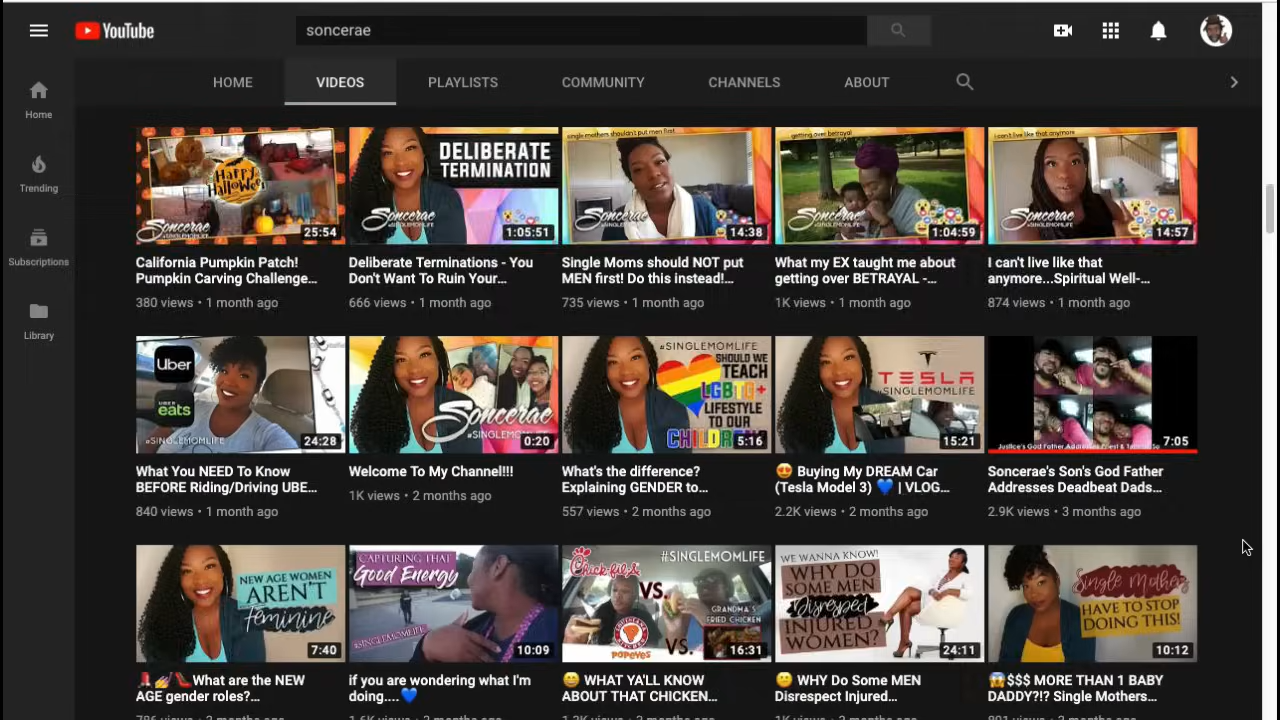 YouTube
soncerae
HOME
VIDEOS
PLAYLISTS
COMMUNITY
CHANNELS
ABOUT
Home
Trending
Subscriptions
Library
Happy
Halloween
Soncerae
#SINGLEMOMLIFE
25:54
DELIBERATE
TERMINATION
Soncerae
#SINGLEMOMLIFE
1:05:51
single mothers shouldn't put men first
Soncerae
#SINGLEMOMLIFE
14:38
getting over betrayal
Soncerae
#SINGLEMOMLIFE
1:04:59
i can't live like that anymore
Soncerae
#SINGLEMOMLIFE
14:57
California Pumpkin Patch!
Pumpkin Carving Challenge...
380 views • 1 month ago
Deliberate Terminations - You
Don't Want To Ruin Your...
666 views • 1 month ago
Single Moms should NOT put
MEN first! Do this instead!...
735 views • 1 month ago
What my EX taught me about
getting over BETRAYAL -...
1K views • 1 month ago
I can't live like that
anymore...Spiritual Well-...
874 views • 1 month ago
Uber
Uber
eats
#SINGLEMOMLIFE
24:28
Soncerae
#SINGLEMOMLIFE
0:20
#SINGLEMOMLIFE
SHOULD WE
TEACH
LGBTQ+
LIFESTYLE
TO OUR
CHILDREN
5:16
TESLA
#SINGLEMOMLIFE
15:21
7:05
What You NEED To Know
BEFORE Riding/Driving UBE...
840 views • 1 month ago
Welcome To My Channel!!!
1K views • 2 months ago
What's the difference?
Explaining GENDER to...
557 views • 2 months ago
😍 Buying My DREAM Car
(Tesla Model 3) 💙 | VLOG...
2.2K views • 2 months ago
Soncerae's Son's God Father
Addresses Deadbeat Dads...
2.9K views • 3 months ago
NEW AGE WOMEN
AREN'T
Feminine
7:40
CAPTURING THAT
Good Energy
#SINGLEMOMLIFE
10:09
Chick-fil-A
#SINGLEMOMLIFE
VS.
POPEYES
VS.
GRANDMA'S
FRIED CHICKEN
16:31
WE WANNA KNOW!
WHY DO
SOME MEN
Disrespect
INJURED
WOMEN?
24:11
Single Mothers
HAVE TO STOP
DOING THIS!
10:12
💄💅👠What are the NEW
AGE gender roles?...
if you are wondering what I'm
doing....💙
😄 WHAT YA'LL KNOW
ABOUT THAT CHICKEN...
😕 WHY Do Some MEN
Disrespect Injured...
😱$$$ MORE THAN 1 BABY
DADDY?!? Single Mothers...